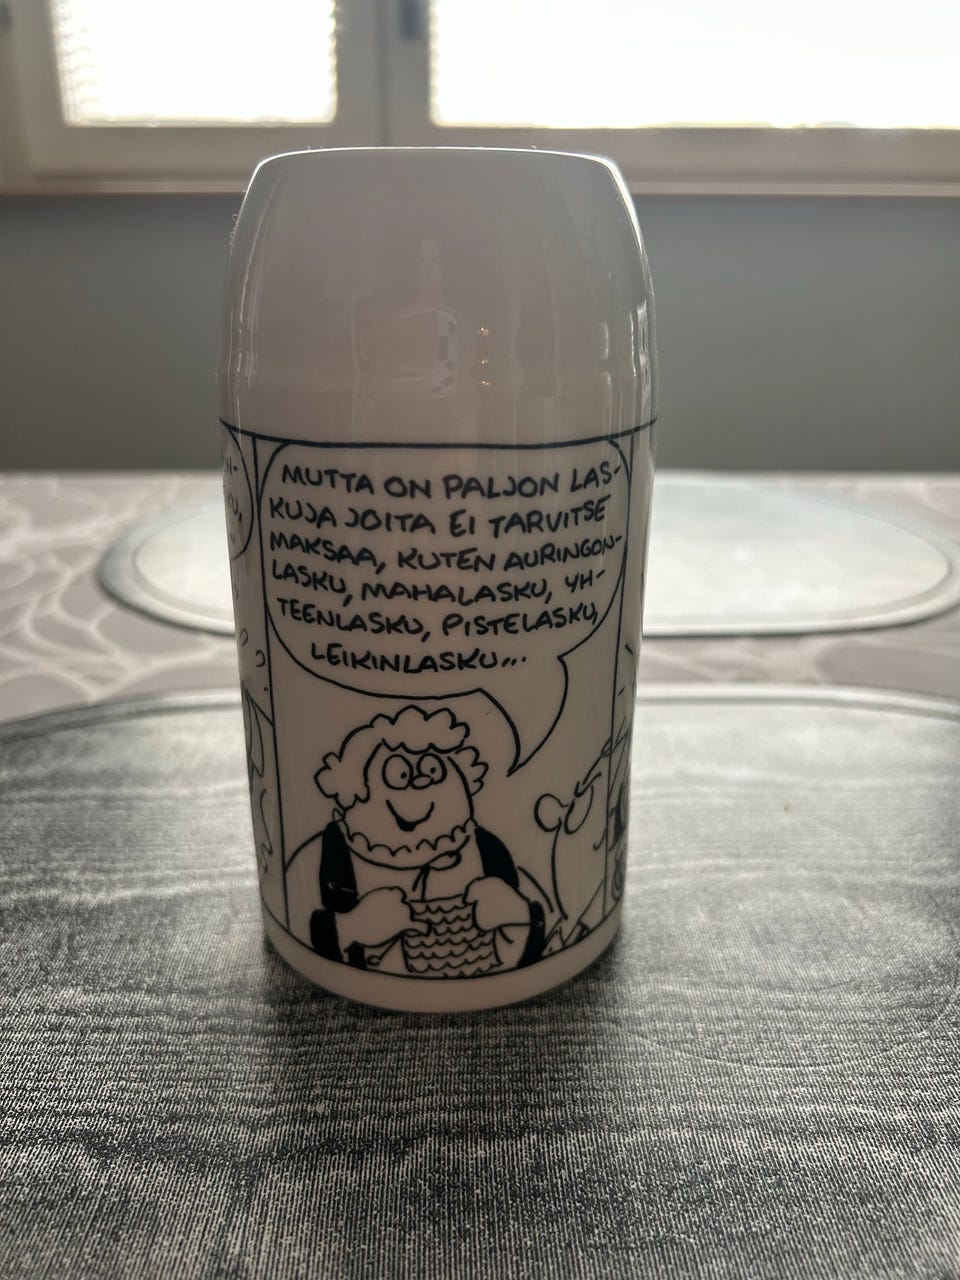 MUTTA ON PALJON LAS-
KUJA JOITA EI TARVITSE
MAKSAA, KUTEN AURINGON-
LASKU, MAHALASKU, YH-
TEENLASKU, PISTELASKU,
LEIKINLASKU...